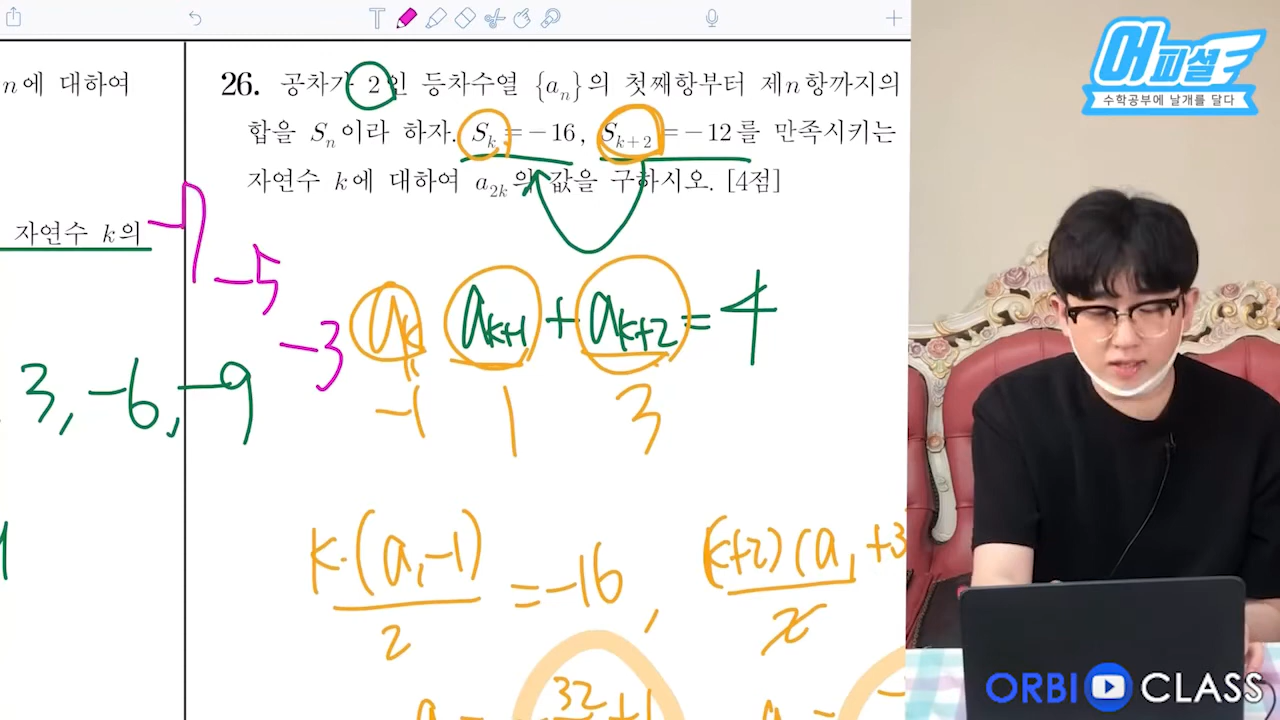 n에 대하여
자연수 k의
3, -6, -9
26. 공차가 2인 등차수열 {aₙ}의 첫째항부터 제n항까지의
합을 Sₙ이라 하자. Sₖ=-16, Sₖ₊₂=-12를 만족시키는
자연수 k에 대하여 a₂ₖ의 값을 구하시오. [4점]
-7
-5
-3
aₖ aₖ₊₁ + aₖ₊₂ = 4
-1 1 3
k·(a₁-1)/2 = -16, (k+2)(a₁+3/2
32
+1
어피셜
수학공부에 날개를 달다
ORBI CLASS